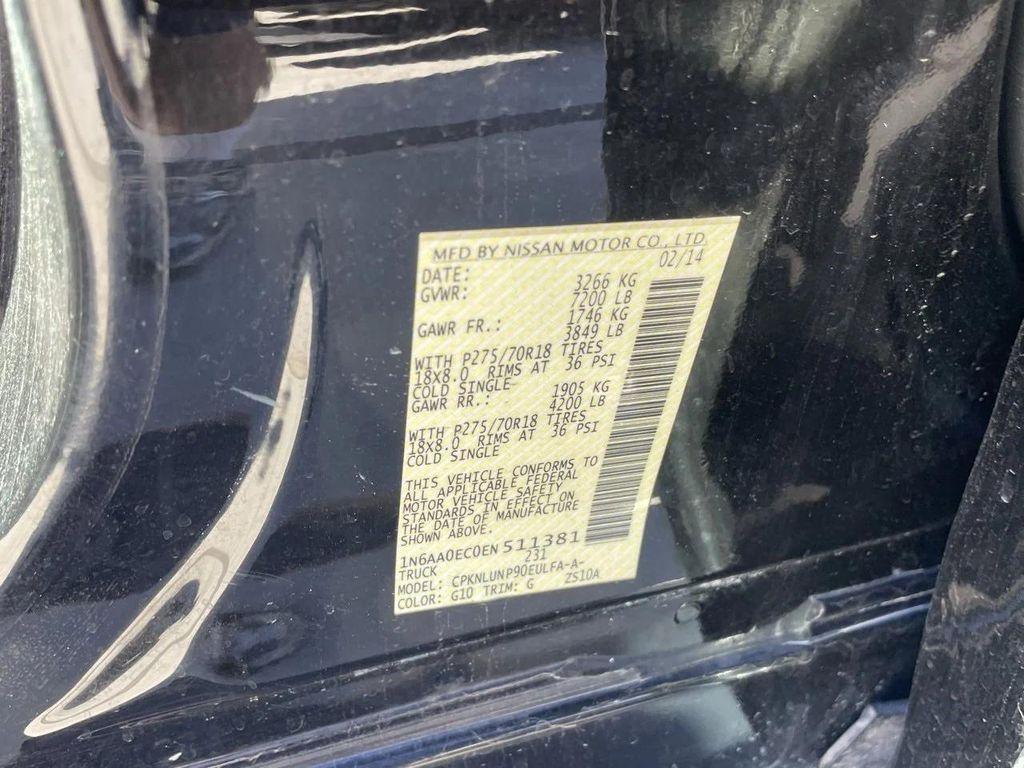 MFD BY NISSAN MOTOR CO., LTD.
DATE: 02/14
GVWR: 3266 KG
7200 LB
GAWR FR.: 1746 KG
3849 LB
WITH P275/70R18 TIRES
18X8.0 RIMS AT 36 PSI
COLD SINGLE
GAWR RR.: 1905 KG
4200 LB
WITH P275/70R18 TIRES
18X8.0 RIMS AT 36 PSI
COLD SINGLE
THIS VEHICLE CONFORMS TO
ALL APPLICABLE FEDERAL
MOTOR VEHICLE SAFETY
STANDARDS IN EFFECT ON
THE DATE OF MANUFACTURE
SHOWN ABOVE.
1N6AA0EC0EN 511381
TRUCK 231
MODEL: CPKNLUNP90EULFA-A-
COLOR: G10 TRIM: G ZS10A